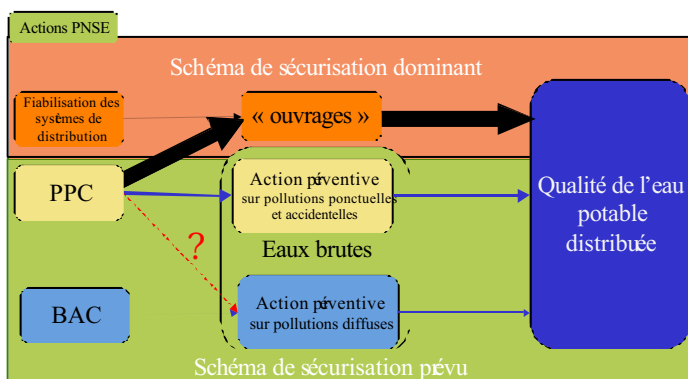 Actions PNSE
Schéma de sécurisation dominant
Fiabilisation des
systèmes de
distribution
« ouvrages »
PPC
Action préventive
sur pollutions ponctuelles
et accidentelles
Qualité de l'eau
potable
distribuée
?
Eaux brutes
BAC
Action préventive
sur pollutions diffuses
Schéma de sécurisation prévu